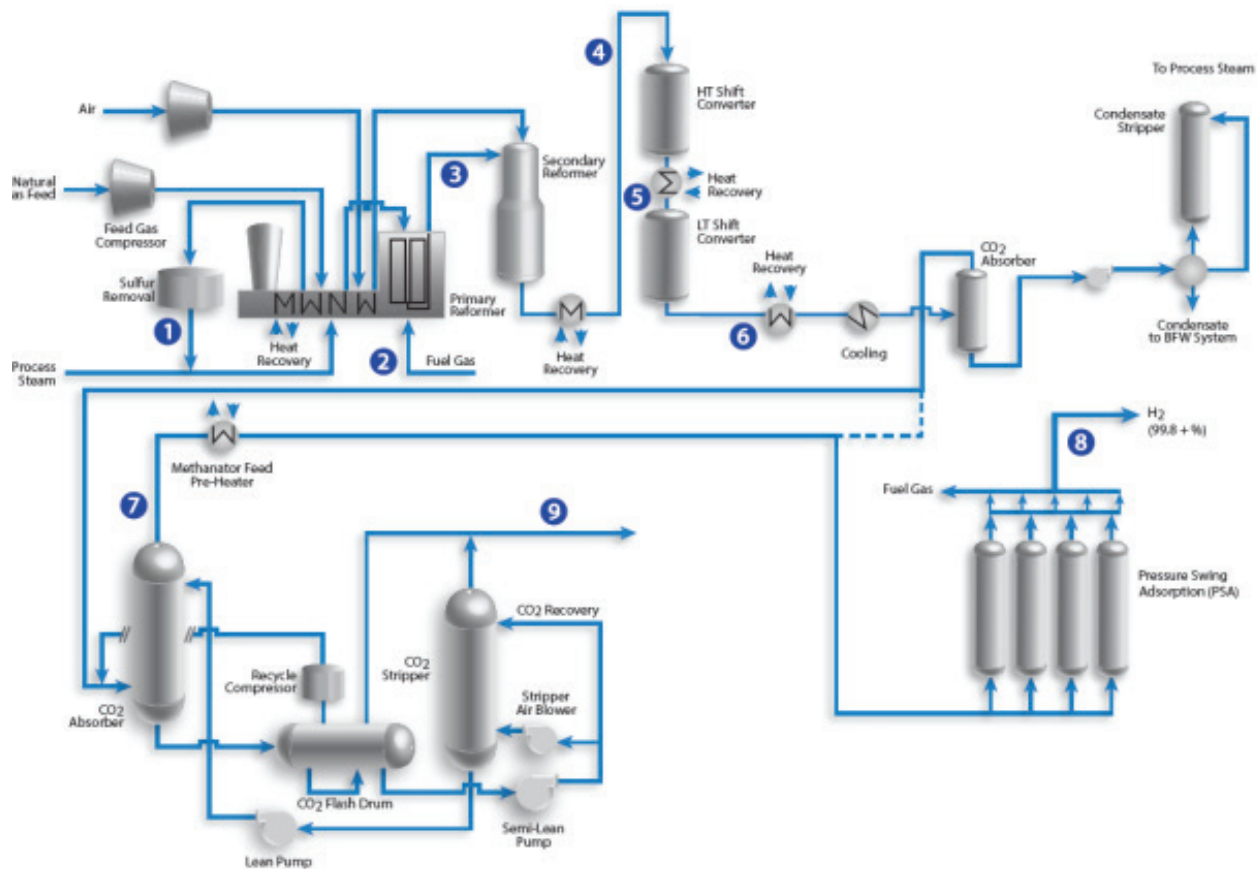 4
To Process Steam
HT Shift
Converter
Condensate
Stripper
Air
Secondary
Reformer
3
Natural
as Feed
5
Heat
Recovery
Feed Gas
Compressor
LT Shift
Converter
CO2
Absorber
Heat
Recovery
Sulfur
Removal
Primary
Reformer
1
6
Heat
Recovery
2
Fuel Gas
Heat
Recovery
Cooling
Condensate
to BFW System
Process
Steam
H2
(99.8 + %)
8
Methanator Feed
Pre-Heater
7
9
Fuel Gas
Pressure Swing
Adsorption (PSA)
CO2 Recovery
CO2
Stripper
Recycle
Compressor
Stripper
Air Blower
CO2
Absorber
CO2 Flash Drum
Semi-Lean
Pump
Lean Pump